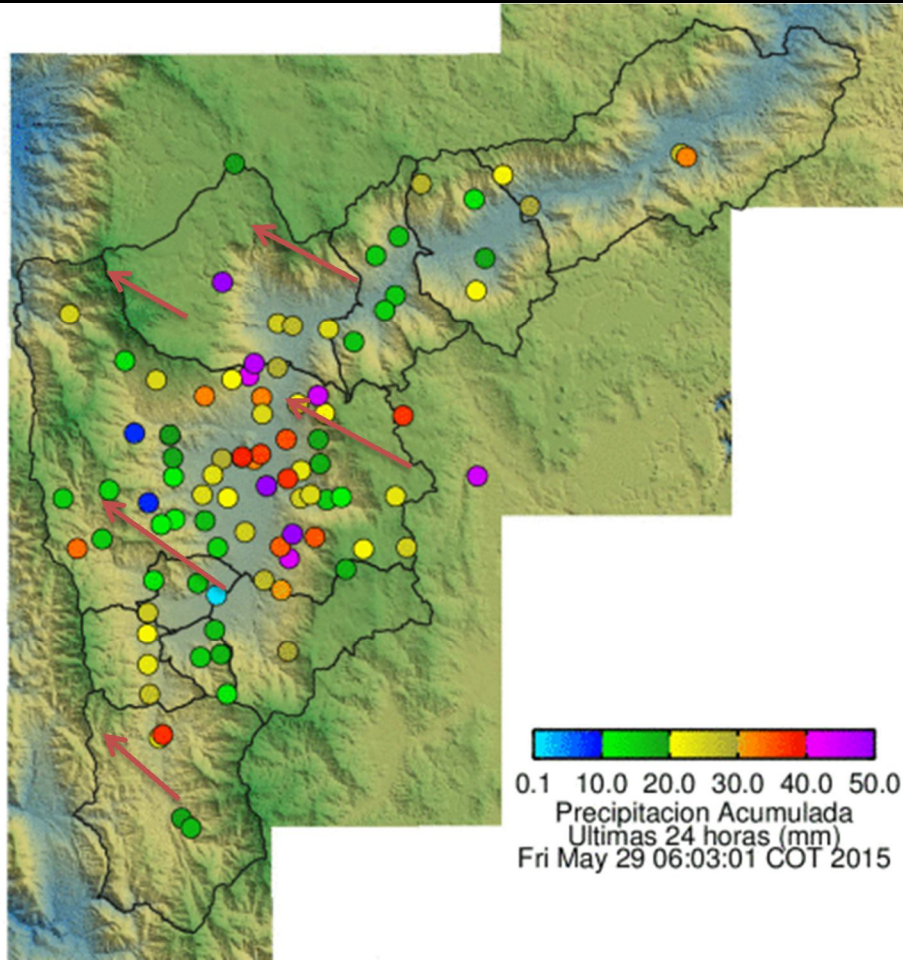 0.1 10.0 20.0 30.0 40.0 50.0
Precipitacion Acumulada
Ultimas 24 horas (mm)
Fri May 29 06:03:01 COT 2015